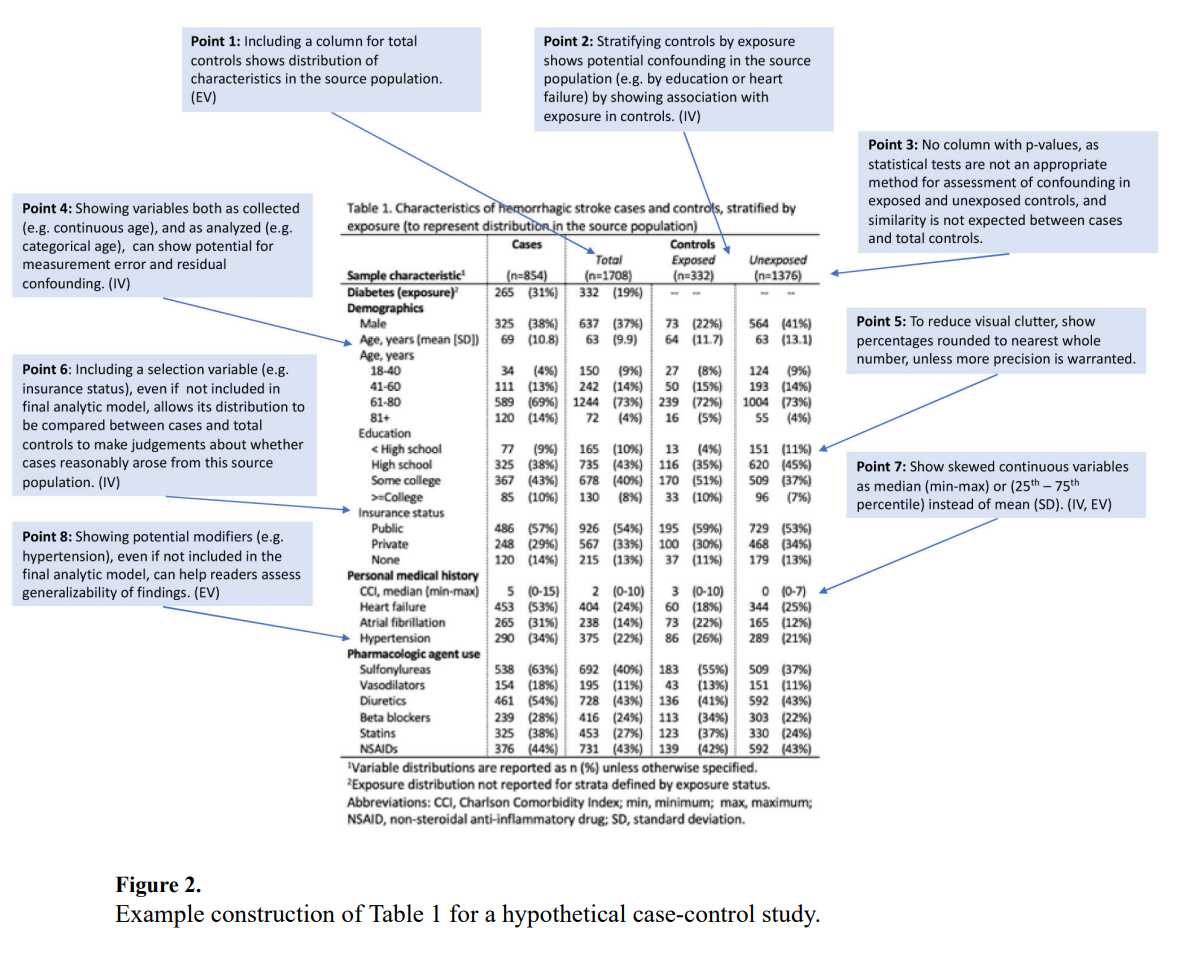 Point 1: Including a column for total
controls shows distribution of
characteristics in the source population.
(EV)
Point 2: Stratifying controls by exposure
shows potential confounding in the source
population (e.g. by education or heart
failure) by showing association with
exposure in controls. (IV)
Point 3: No column with p-values, as
statistical tests are not an appropriate
method for assessment of confounding in
exposed and unexposed controls, and
similarity is not expected between cases
and total controls.
Point 4: Showing variables both as collected
(e.g. continuous age), and as analyzed (e.g.
categorical age), can show potential for
measurement error and residual
confounding. (IV)
Point 5: To reduce visual clutter, show
percentages rounded to nearest whole
number, unless more precision is warranted.
Point 6: Including a selection variable (e.g.
insurance status), even if not included in
final analytic model, allows its distribution to
be compared between cases and total
controls to make judgements about whether
cases reasonably arose from this source
population. (IV)
Point 7: Show skewed continuous variables
as median (min-max) or (25th – 75th
percentile) instead of mean (SD). (IV, EV)
Point 8: Showing potential modifiers (e.g.
hypertension), even if not included in the
final analytic model, can help readers assess
generalizability of findings. (EV)
Table 1. Characteristics of hemorrhagic stroke cases and controls, stratified by
exposure (to represent distribution in the source population)
Cases Controls
Total Exposed Unexposed
Sample characteristic¹ (n=854) (n=1708) (n=332) (n=1376)
Diabetes (exposure)² 265 (31%) 332 (19%) -- -- -- --
Demographics
Male 325 (38%) 637 (37%) 73 (22%) 564 (41%)
Age, years (mean [SD]) 69 (10.8) 63 (9.9) 64 (11.7) 63 (13.1)
Age, years
18-40 34 (4%) 150 (9%) 27 (8%) 124 (9%)
41-60 111 (13%) 242 (14%) 50 (15%) 193 (14%)
61-80 589 (69%) 1244 (73%) 239 (72%) 1004 (73%)
81+ 120 (14%) 72 (4%) 16 (5%) 55 (4%)
Education
< High school 77 (9%) 165 (10%) 13 (4%) 151 (11%)
High school 325 (38%) 735 (43%) 116 (35%) 620 (45%)
Some college 367 (43%) 678 (40%) 170 (51%) 509 (37%)
>=College 85 (10%) 130 (8%) 33 (10%) 96 (7%)
Insurance status
Public 486 (57%) 926 (54%) 195 (59%) 729 (53%)
Private 248 (29%) 567 (33%) 100 (30%) 468 (34%)
None 120 (14%) 215 (13%) 37 (11%) 179 (13%)
Personal medical history
CCI, median (min-max) 5 (0-15) 2 (0-10) 3 (0-10) 0 (0-7)
Heart failure 453 (53%) 404 (24%) 60 (18%) 344 (25%)
Atrial fibrillation 265 (31%) 238 (14%) 73 (22%) 165 (12%)
Hypertension 290 (34%) 375 (22%) 86 (26%) 289 (21%)
Pharmacologic agent use
Sulfonylureas 538 (63%) 692 (40%) 183 (55%) 509 (37%)
Vasodilators 154 (18%) 195 (11%) 43 (13%) 151 (11%)
Diuretics 461 (54%) 728 (43%) 136 (41%) 592 (43%)
Beta blockers 239 (28%) 416 (24%) 113 (34%) 303 (22%)
Statins 325 (38%) 453 (27%) 123 (37%) 330 (24%)
NSAIDs 376 (44%) 731 (43%) 139 (42%) 592 (43%)
¹Variable distributions are reported as n (%) unless otherwise specified.
²Exposure distribution not reported for strata defined by exposure status.
Abbreviations: CCI, Charlson Comorbidity Index; min, minimum; max, maximum;
NSAID, non-steroidal anti-inflammatory drug; SD, standard deviation.
Figure 2.
Example construction of Table 1 for a hypothetical case-control study.